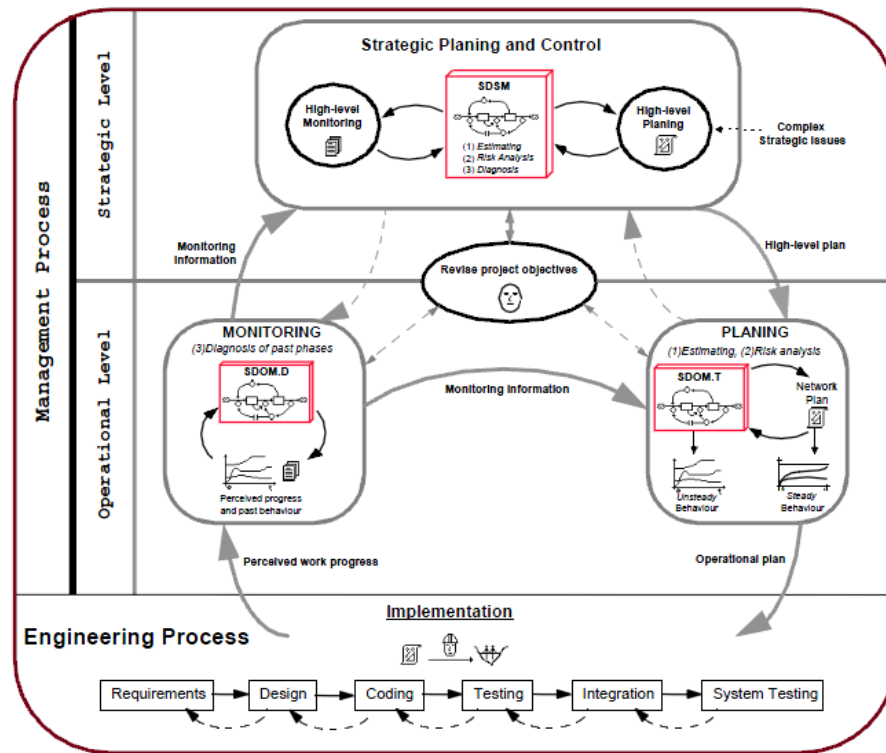 Management Process
Strategic Level
Operational Level
Strategic Planing and Control
High-level
Monitoring
SDSM
(1) Estimating
(2) Risk Analysis
(3) Diagnosis
High-level
Planing
Complex
Strategic Issues
Monitoring
Information
High-level plan
Revise project objectives
MONITORING
(3)Diagnosis of past phases
SDOM.D
Perceived progress
and past behaviour
Monitoring Information
PLANING
(1)Estimating, (2)Risk analysis
SDOM.T
Network
Plan
Unsteady
Behaviour
Steady
Behaviour
Perceived work progress
Operational plan
Engineering Process
Implementation
Requirements
Design
Coding
Testing
Integration
System Testing